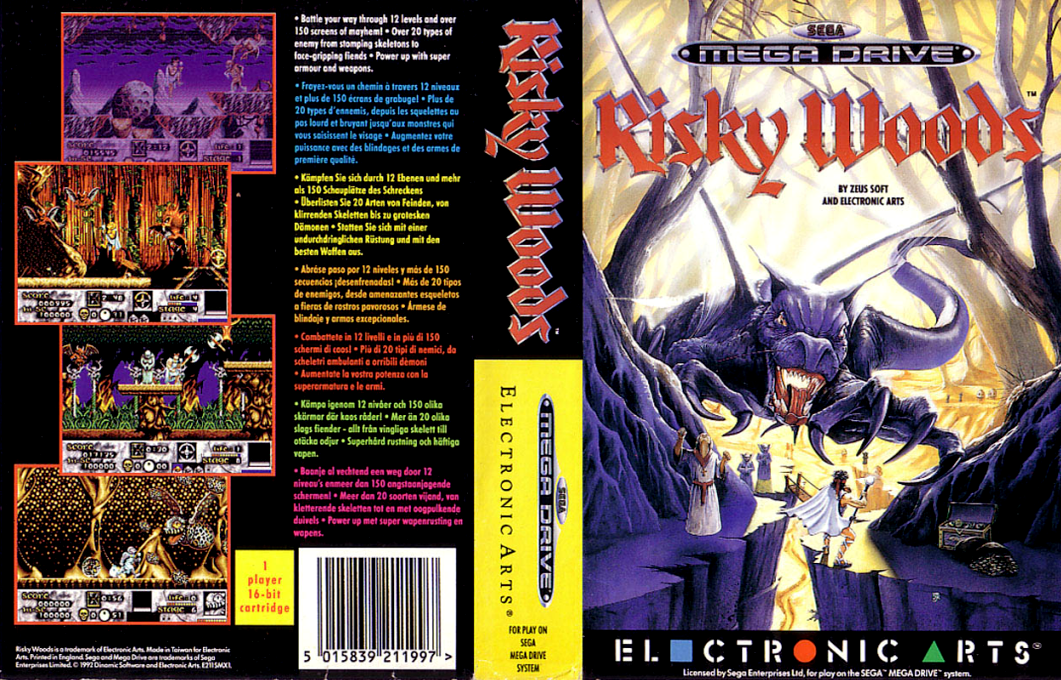 • Battle your way through 12 levels and over
150 screens of mayhem! • Over 20 types of
enemy from stomping skeletons to
face-gripping fiends • Power up with super
armour and weapons.
• Frayez-vous un chemin à travers 12 niveaux
et plus de 150 écrans de grabuge! • Plus de
20 types d'ennemis, depuis les squelettes au
pas lourd et bruyant jusqu'aux monstres qui
vous saisissent le visage • Augmentez votre
puissance avec des blindages et des armes de
première qualité.
• Kämpfen Sie sich durch 12 Ebenen und mehr
als 150 Schauplätze des Schreckens
• Überlisten Sie 20 Arten von Feinden, von
klirrenden Skeletten bis zu grotesken
Dämonen • Statten Sie sich mit einer
undurchdringlichen Rüstung und mit den
besten Waffen aus.
• Abráse paso por 12 niveles y más de 150
secuencias ¡desenfrenadas! • Más de 20 tipos
de enemigos, desde amenazantes esqueletos
a fieras de rostros pavorosos • Ármese de
blindaje y armas excepcionales.
• Combattete in 12 livelli e in più di 150
schermi di caos! • Più di 20 tipi di nemici, da
scheletri ambulanti a orribili dèmoni
• Aumentate la vostra potenza con la
superarmatura e le armi.
• Kämpa igenom 12 nivåer och 150 olika
skärmar där kaos råder! • Mer än 20 olika
slags fiender - allt från vingliga skelett till
otäcka odjur • Superhård rustning och häftiga
vapen.
• Baanje al vechtend een weg door 12
niveau's enmeer dan 150 angstaanjagende
schermen! • Meer dan 20 soorten vijand, van
kletterende skeletten tot en met oogpulkende
duivels • Power up met super wapenrusting en
wapens.
1
player
16-bit
cartridge
5 015839 211997 >
Risky Woods is a trademark of Electronic Arts. Made in Taiwan for Electronic
Arts. Printed in England. Sega and Mega Drive are trademarks of Sega
Enterprises Limited. © 1992 Dinamic Software and Electronic Arts. E211SMX1.
Risky Woods™
ELECTRONIC ARTS®
SEGA
MEGA DRIVE
FOR PLAY ON
SEGA
MEGA DRIVE
SYSTEM
SEGA
MEGA DRIVE
Risky Woods™
BY ZEUS SOFT
AND ELECTRONIC ARTS
ELECTRONIC ARTS®
Licensed by Sega Enterprises Ltd, for play on the SEGA™ MEGA DRIVE™ system.